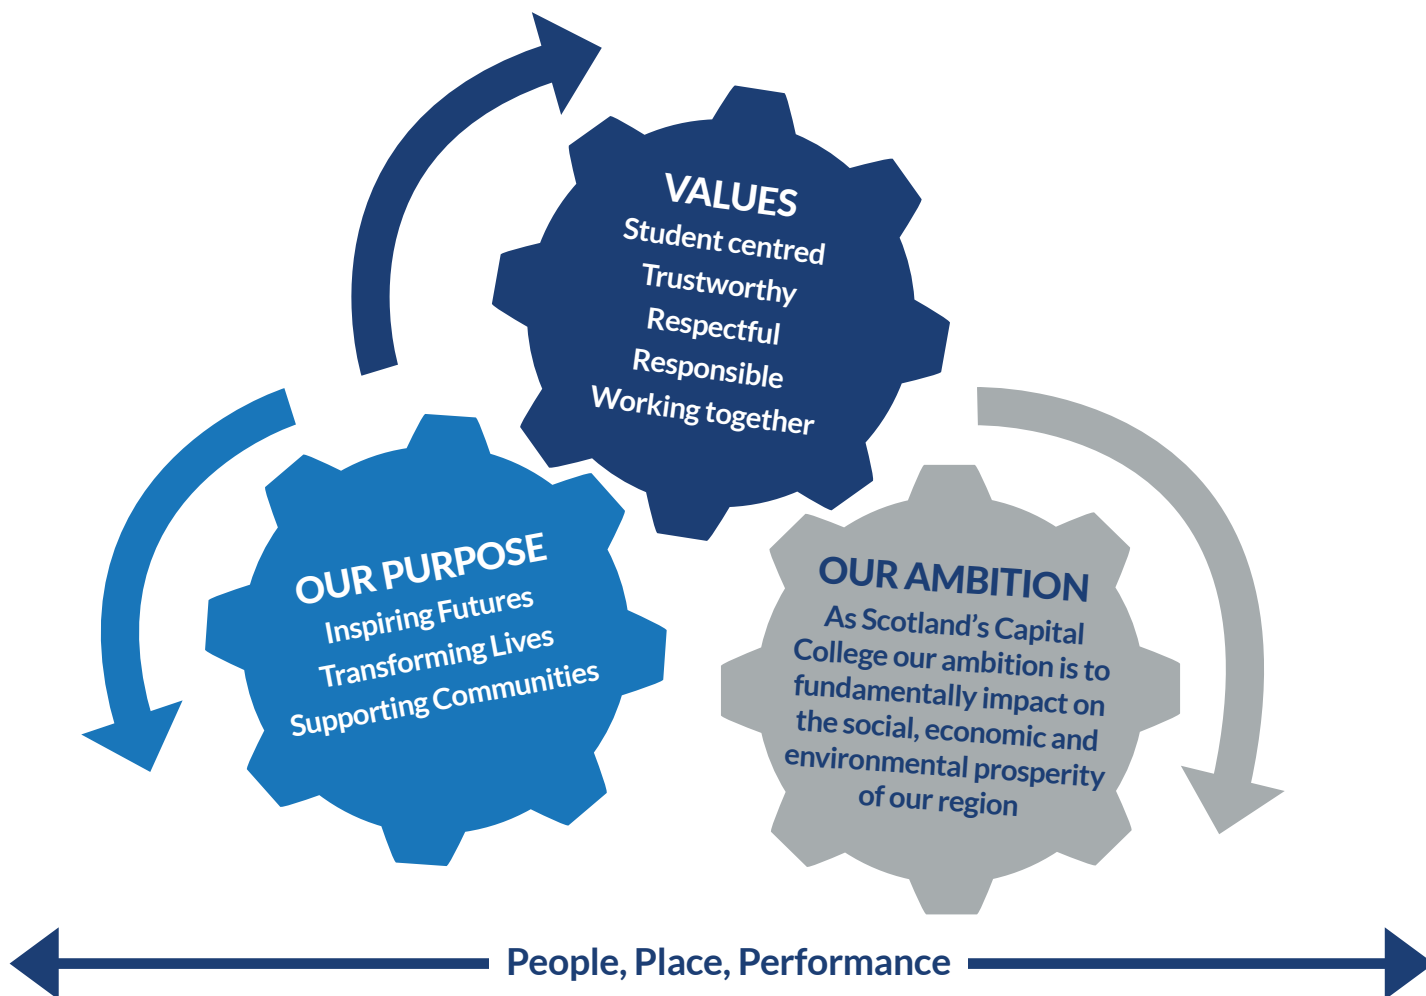 VALUES
Student centred
Trustworthy
Respectful
Responsible
Working together
OUR PURPOSE
Inspiring Futures
Transforming Lives
Supporting Communities
OUR AMBITION
As Scotland’s Capital
College our ambition is to
fundamentally impact on
the social, economic and
environmental prosperity
of our region
People, Place, Performance